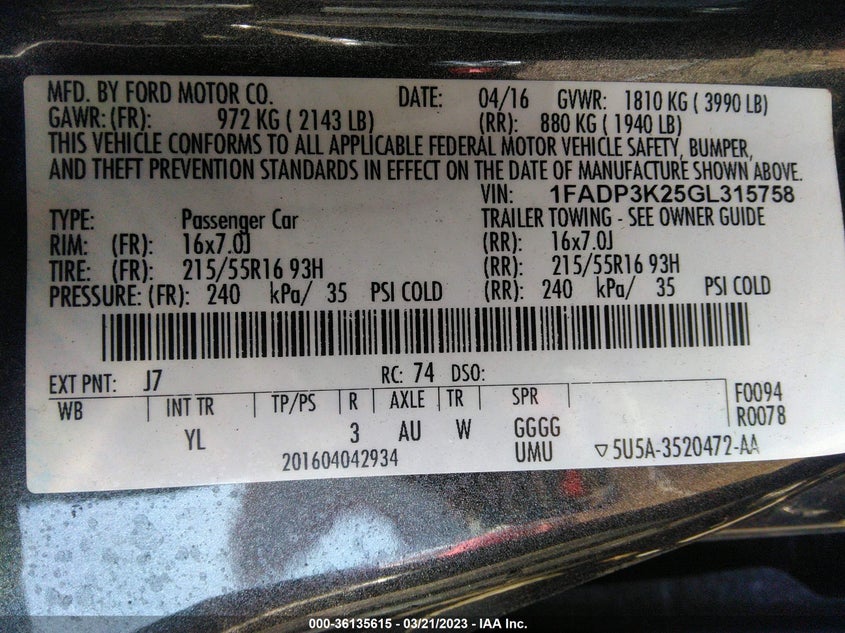 MFD. BY FORD MOTOR CO. DATE: 04/16 GVWR: 1810 KG ( 3990 LB)
GAWR: (FR): 972 KG ( 2143 LB) (RR): 880 KG ( 1940 LB)
THIS VEHICLE CONFORMS TO ALL APPLICABLE FEDERAL MOTOR VEHICLE SAFETY, BUMPER,
AND THEFT PREVENTION STANDARDS IN EFFECT ON THE DATE OF MANUFACTURE SHOWN ABOVE.
VIN: 1FADP3K25GL315758
TYPE: Passenger Car TRAILER TOWING - SEE OWNER GUIDE
RIM: (FR): 16x7.0J (RR): 16x7.0J
TIRE: (FR): 215/55R16 93H (RR): 215/55R16 93H
PRESSURE: (FR): 240 kPa/ 35 PSI COLD (RR): 240 kPa/ 35 PSI COLD
EXT PNT: J7 RC: 74 DSO:
WB INT TR TP/PS R AXLE TR SPR F0094
R0078
YL 3 AU W GGGG
201604042934 UMU ▽5U5A-3520472-AA
000-36135615 - 03/21/2023 - IAA Inc.